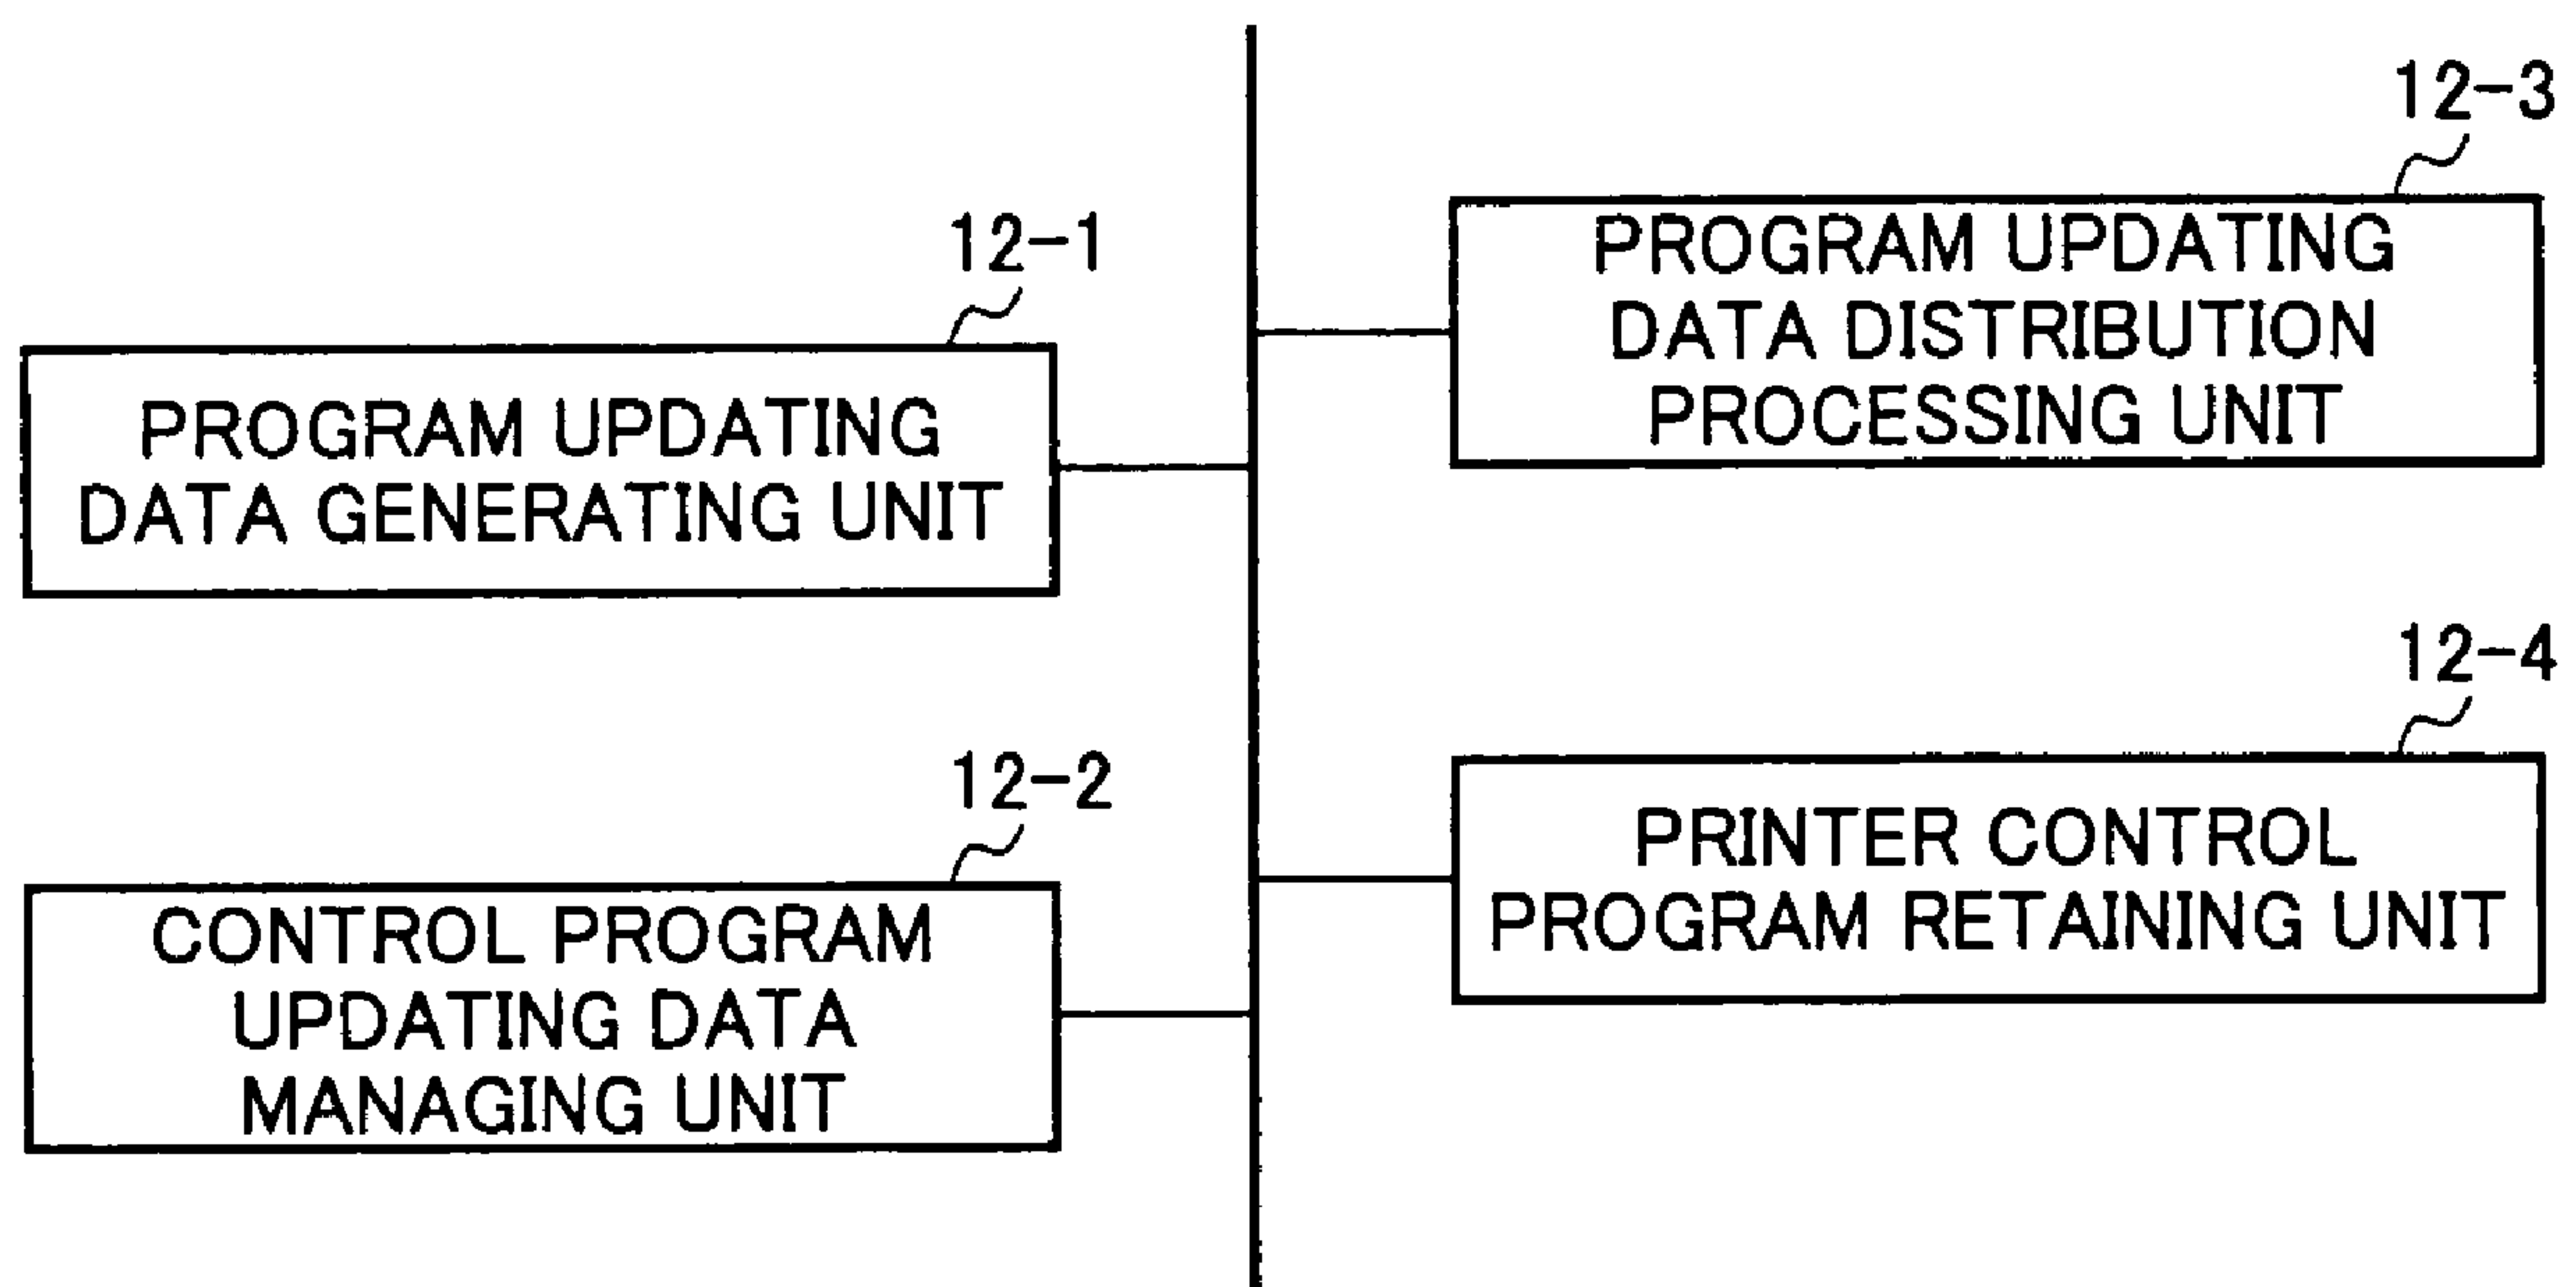 12-1
PROGRAM UPDATING
DATA GENERATING UNIT
12-2
CONTROL PROGRAM
UPDATING DATA
MANAGING UNIT
12-3
PROGRAM UPDATING
DATA DISTRIBUTION
PROCESSING UNIT
12-4
PRINTER CONTROL
PROGRAM RETAINING UNIT